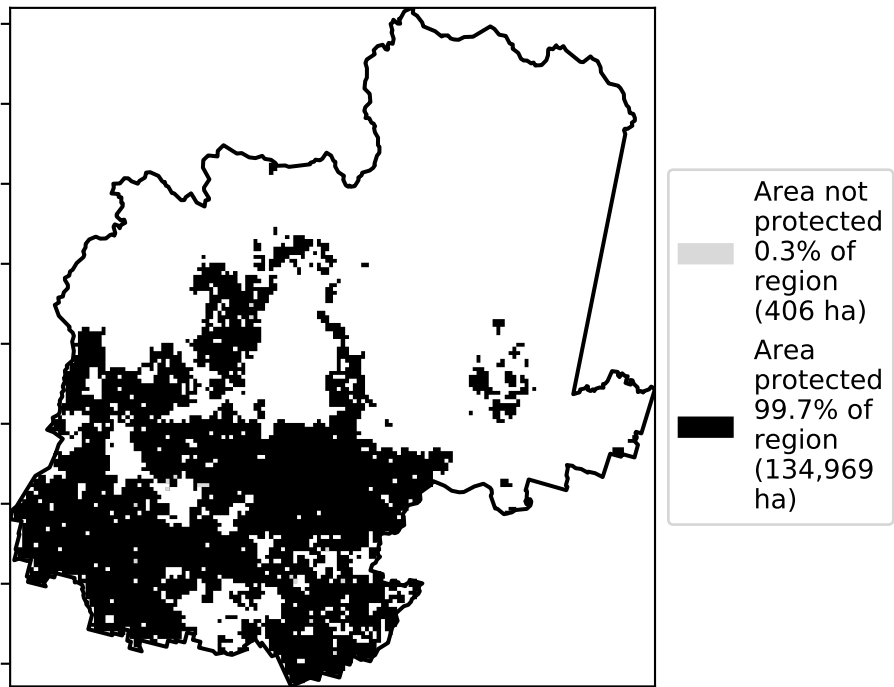 Area not
protected
0.3% of
region
(406 ha)
Area
protected
99.7% of
region
(134,969
ha)